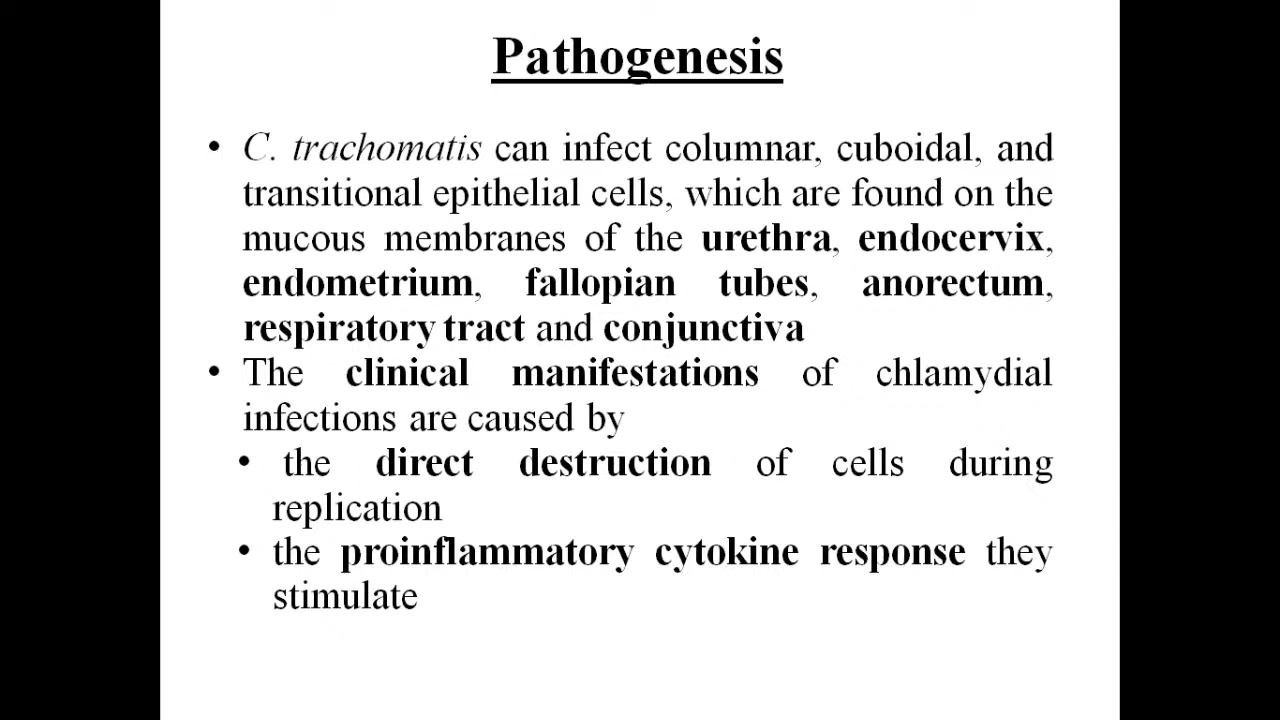 Pathogenesis
• C. trachomatis can infect columnar, cuboidal, and
transitional epithelial cells, which are found on the
mucous membranes of the urethra, endocervix,
endometrium, fallopian tubes, anorectum,
respiratory tract and conjunctiva
• The clinical manifestations of chlamydial
infections are caused by
• the direct destruction of cells during
replication
• the proinflammatory cytokine response they
stimulate